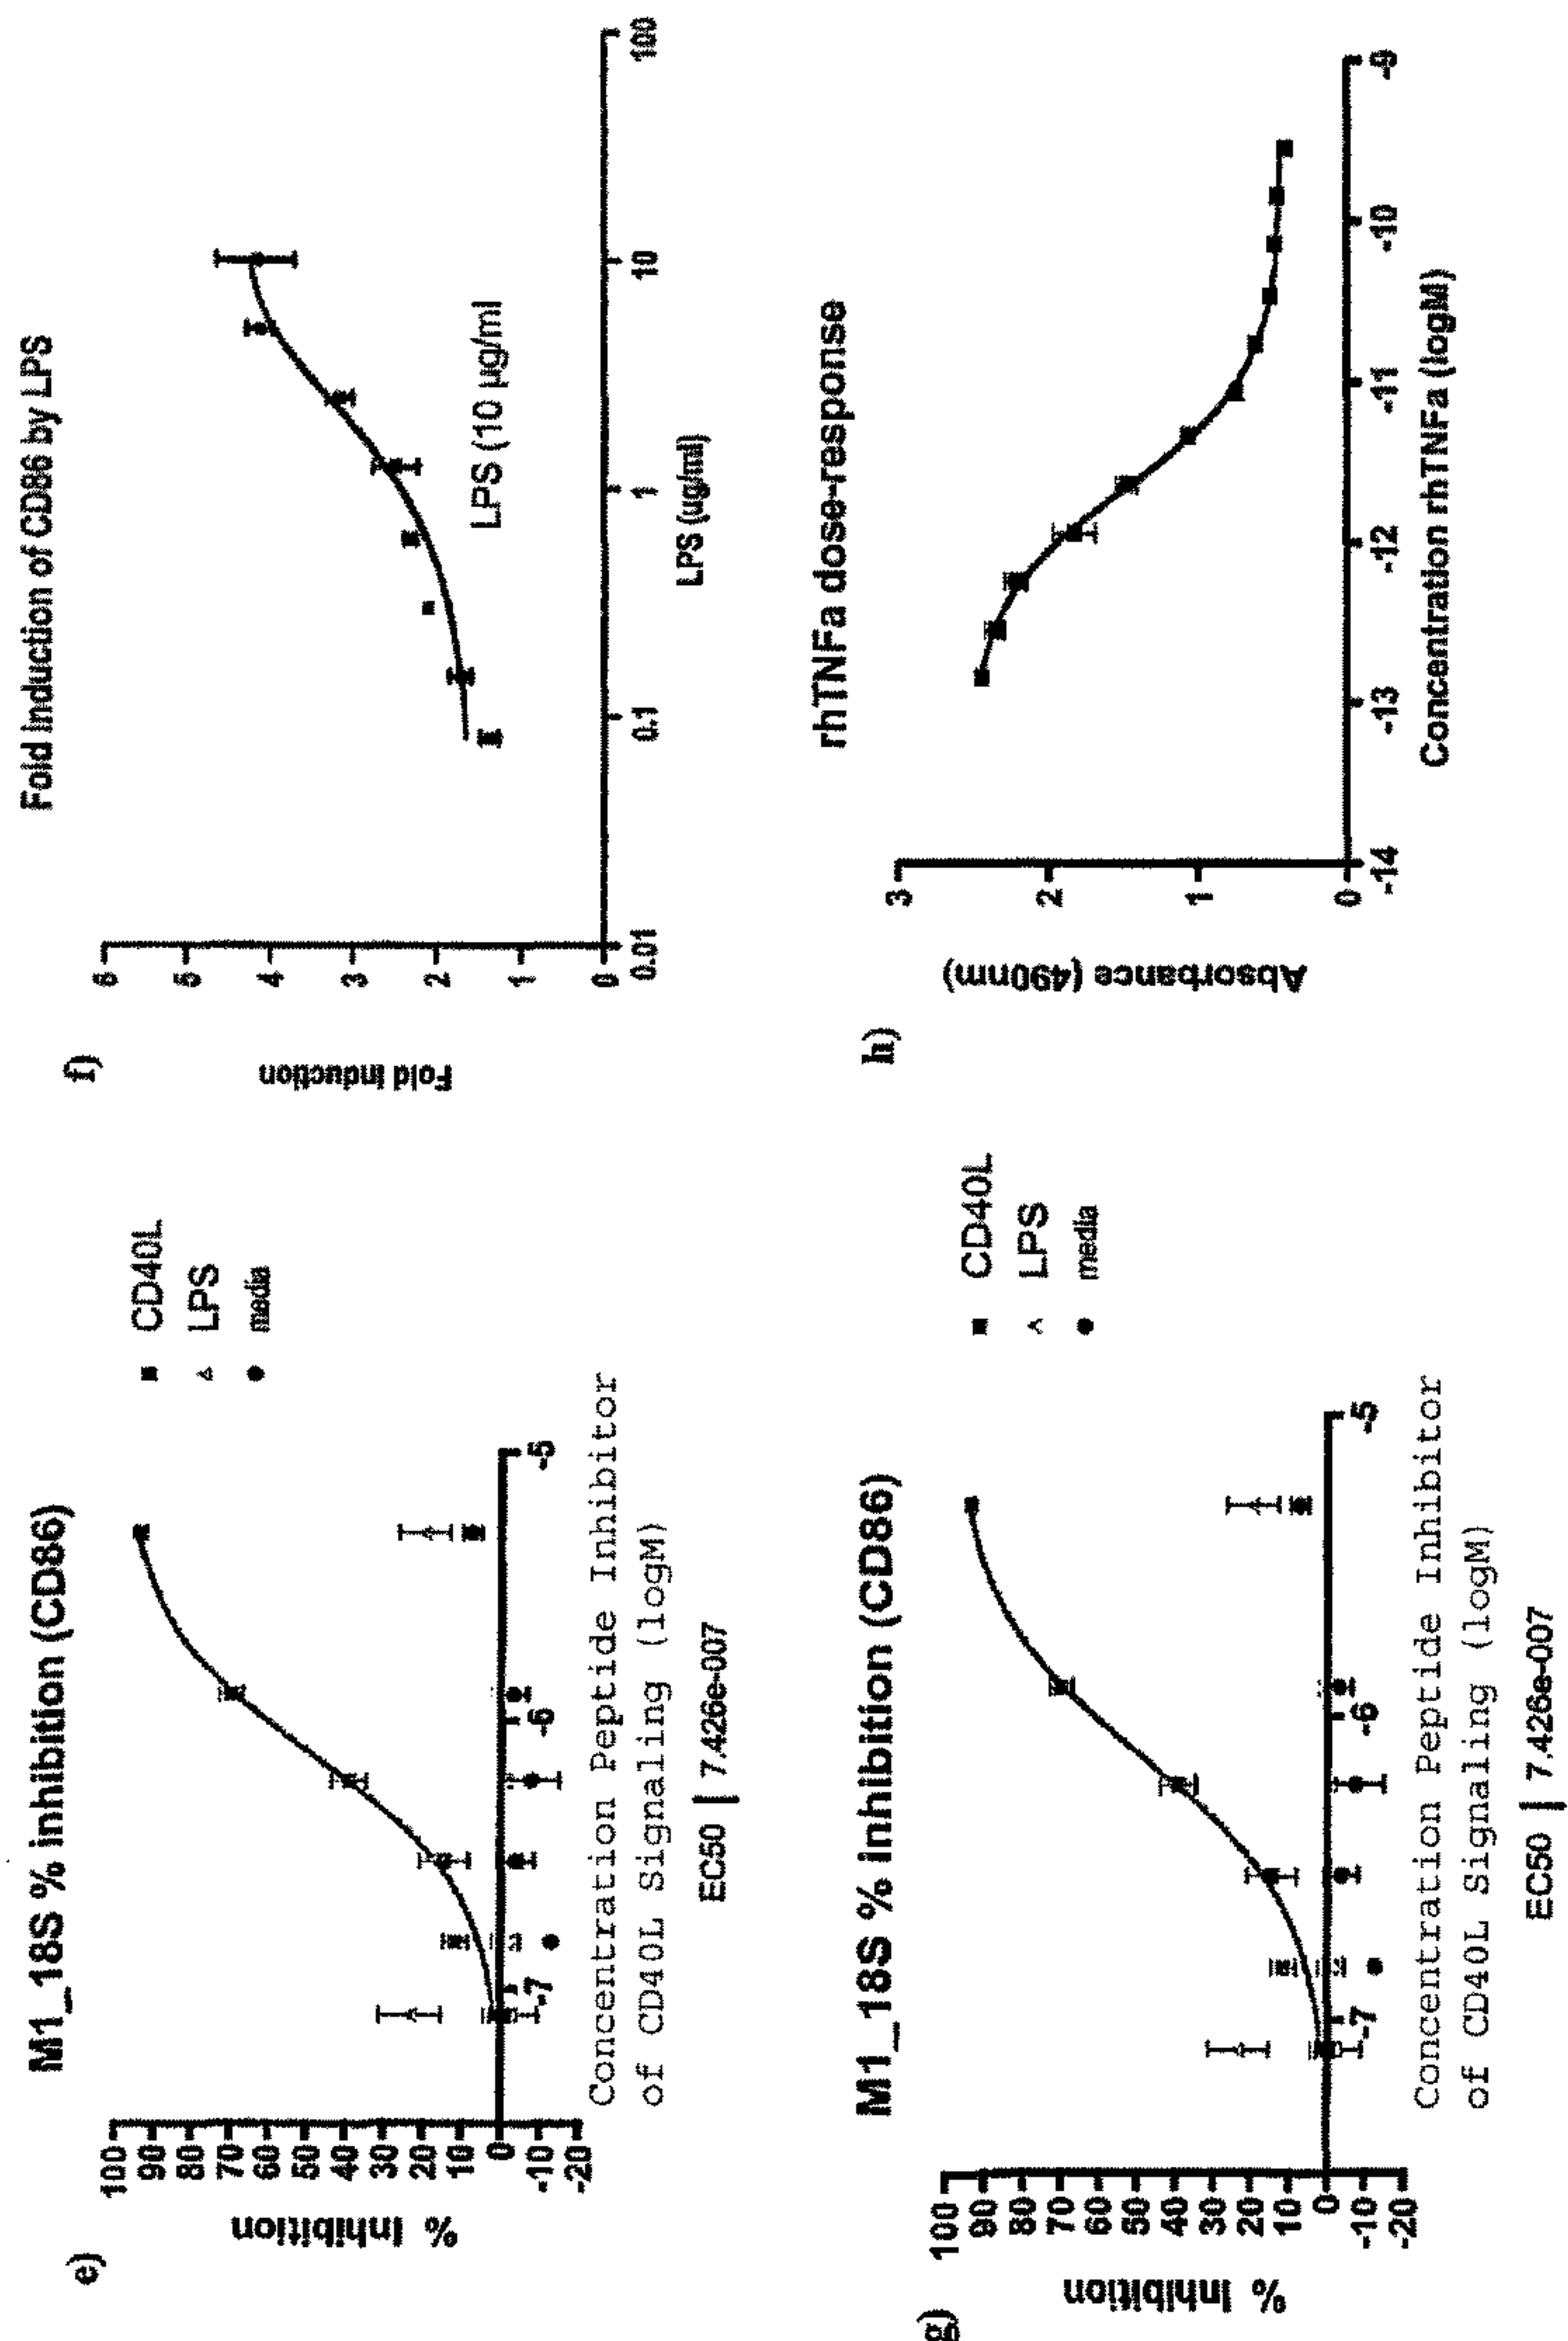 e)
M1_18S % inhibition (CD86)
% Inhibition
100
90
80
70
60
50
40
30
20
10
0
-10
-20
-7
-6
-5
CD40L
LPS
media
Concentration Peptide Inhibitor
of CD40L Signaling (logM)
EC50 | 7.426e-007
f)
Fold Induction of CD86 by LPS
Fold induction
6
5
4
3
2
1
0
0.01
0.1
1
10
100
LPS (10 µg/ml
LPS (ug/ml)
g)
M1_18S % inhibition (CD86)
% Inhibition
100
90
80
70
60
50
40
30
20
10
0
-10
-20
-7
-6
-5
CD40L
LPS
media
Concentration Peptide Inhibitor
of CD40L Signaling (logM)
EC50 | 7.426e-007
h)
rhTNFa dose-response
Absorbance (490nm)
3
2
1
0
-14
-13
-12
-11
-10
-9
Concentration rhTNFa (logM)